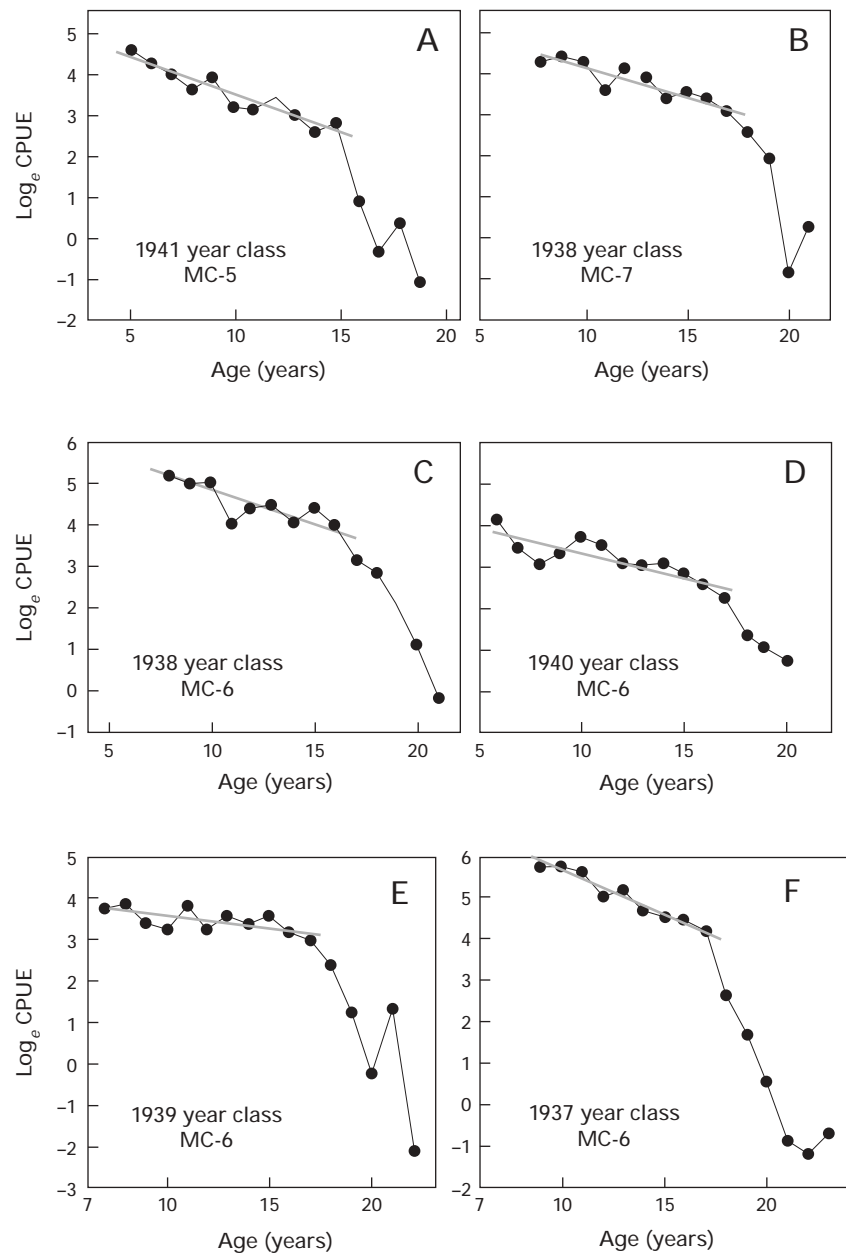 A
5
4
3
2
1
0
–1
–2
Log_e CPUE
1941 year class
MC-5
5 10 15 20
Age (years)
B
1938 year class
MC-7
5 10 15 20
Age (years)
C
6
5
4
3
2
1
0
–1
Log_e CPUE
1938 year class
MC-6
5 10 15 20
Age (years)
D
1940 year class
MC-6
5 10 15 20
Age (years)
E
5
4
3
2
1
0
–1
–2
–3
Log_e CPUE
1939 year class
MC-6
7 10 15 20
Age (years)
F
6
5
4
3
2
1
0
–1
–2
1937 year class
MC-6
7 10 15 20
Age (years)